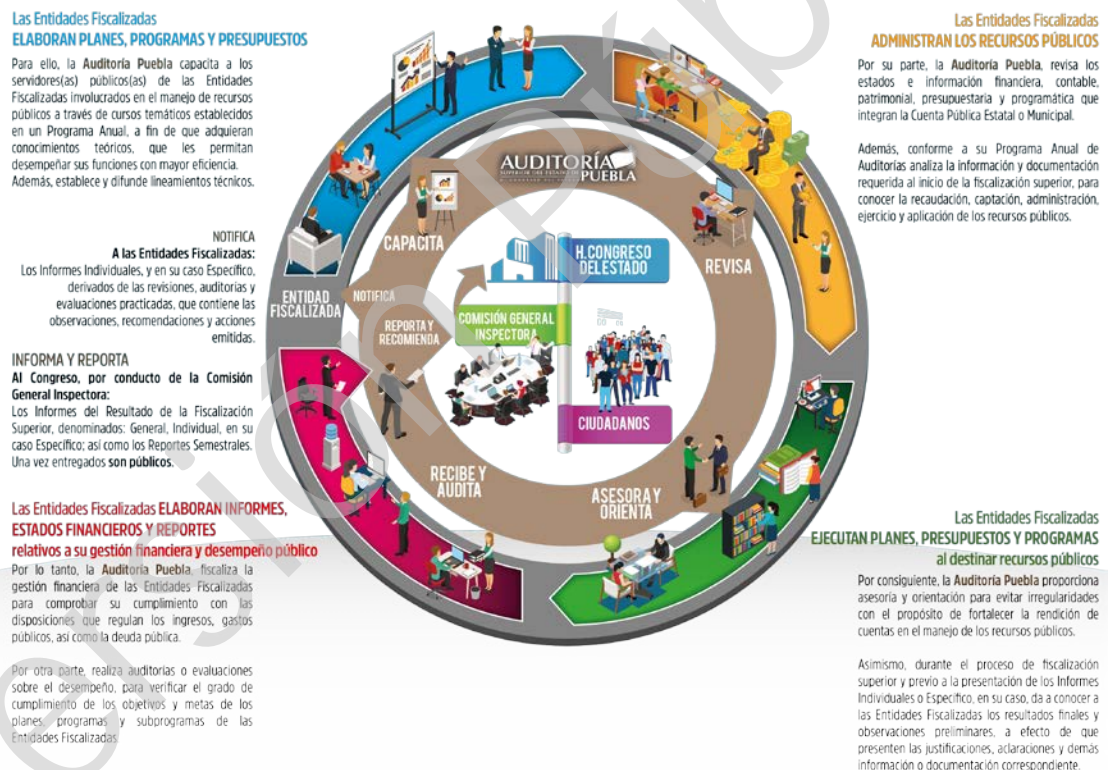 Las Entidades Fiscalizadas
ELABORAN PLANES, PROGRAMAS Y PRESUPUESTOS
Para ello, la Auditoría Puebla capacita a los
servidores(as) públicos(as) de las Entidades
Fiscalizadas involucrados en el manejo de recursos
públicos a través de cursos temáticos establecidos
en un Programa Anual, a fin de que adquieran
conocimientos teóricos, que les permitan
desempeñar sus funciones con mayor eficiencia.
Además, establece y difunde lineamientos técnicos.
NOTIFICA
A las Entidades Fiscalizadas:
Los Informes Individuales, y en su caso Específico,
derivados de las revisiones, auditorías y
evaluaciones practicadas, que contiene las
observaciones, recomendaciones y acciones
emitidas.
INFORMA Y REPORTA
Al Congreso, por conducto de la Comisión
General Inspectora:
Los Informes del Resultado de la Fiscalización
Superior, denominados: General, Individual, en su
caso Específico; así como los Reportes Semestrales.
Una vez entregados son públicos.
Las Entidades Fiscalizadas ELABORAN INFORMES,
ESTADOS FINANCIEROS Y REPORTES
relativos a su gestión financiera y desempeño público
Por lo tanto, la Auditoría Puebla, fiscaliza la
gestión financiera de las Entidades Fiscalizadas
para comprobar su cumplimiento con las
disposiciones que regulan los ingresos, gastos
públicos, así como la deuda pública.
Por otra parte, realiza auditorías o evaluaciones
sobre el desempeño, para verificar el grado de
cumplimiento de los objetivos y metas de los
planes, programas y subprogramas de las
Entidades Fiscalizadas.
AUDITORÍA
SUPERIOR DEL ESTADO DE
PUEBLA
CAPACITA
REVISA
H. CONGRESO
DEL ESTADO
ENTIDAD
FISCALIZADA
NOTIFICA
REPORTA Y
RECOMIENDA
COMISIÓN GENERAL
INSPECTORA
CIUDADANOS
RECIBE Y
AUDITA
ASESORA Y
ORIENTA
Las Entidades Fiscalizadas
ADMINISTRAN LOS RECURSOS PÚBLICOS
Por su parte, la Auditoría Puebla, revisa los
estados e información financiera, contable,
patrimonial, presupuestaria y programática que
integran la Cuenta Pública Estatal o Municipal.
Además, conforme a su Programa Anual de
Auditorías analiza la información y documentación
requerida al inicio de la fiscalización superior, para
conocer la recaudación, captación, administración,
ejercicio y aplicación de los recursos públicos.
Las Entidades Fiscalizadas
EJECUTAN PLANES, PRESUPUESTOS Y PROGRAMAS
al destinar recursos públicos
Por consiguiente, la Auditoría Puebla proporciona
asesoría y orientación para evitar irregularidades
con el propósito de fortalecer la rendición de
cuentas en el manejo de los recursos públicos.
Asimismo, durante el proceso de fiscalización
superior y previo a la presentación de los Informes
Individuales o Específico, en su caso, da a conocer a
las Entidades Fiscalizadas los resultados finales y
observaciones preliminares, a efecto de que
presenten las justificaciones, aclaraciones y demás
información o documentación correspondiente.